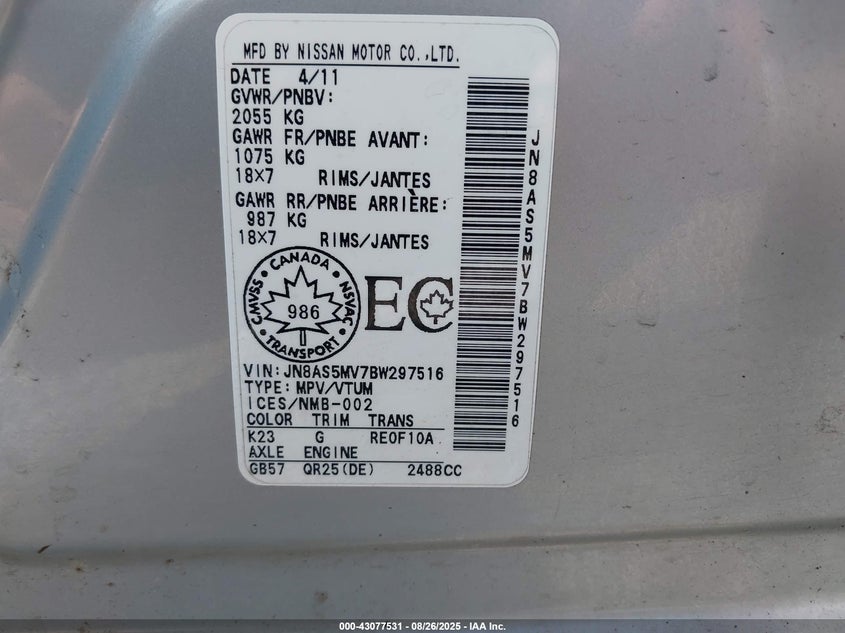 MFD BY NISSAN MOTOR CO.,LTD.
DATE 4/11
GVWR/PNBV:
2055 KG
GAWR FR/PNBE AVANT:
1075 KG
18×7 RIMS/JANTES
GAWR RR/PNBE ARRIÈRE:
987 KG
18×7 RIMS/JANTES
CANADA
CMVSS NSVAC
986
TRANSPORT
EC
VIN: JN8AS5MV7BW297516
TYPE: MPV/VTUM
ICES/NMB-002
COLOR TRIM TRANS
K23 G RE0F10A
AXLE ENGINE
GB57 QR25(DE) 2488CC
JN8AS5MV7BW297516
000-43077531 - 08/26/2025 - IAA Inc.